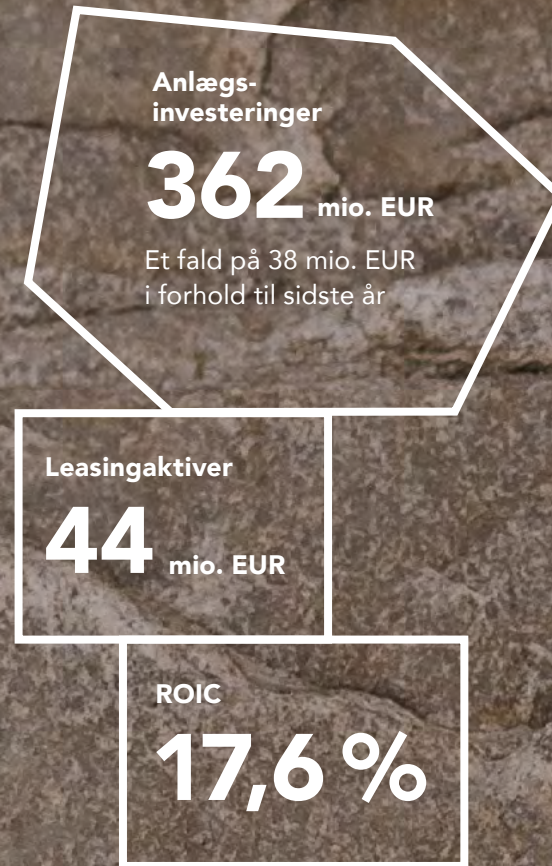 Anlægs-
investeringer
362 mio. EUR
Et fald på 38 mio. EUR
i forhold til sidste år
Leasingaktiver
44 mio. EUR
ROIC
17,6 %